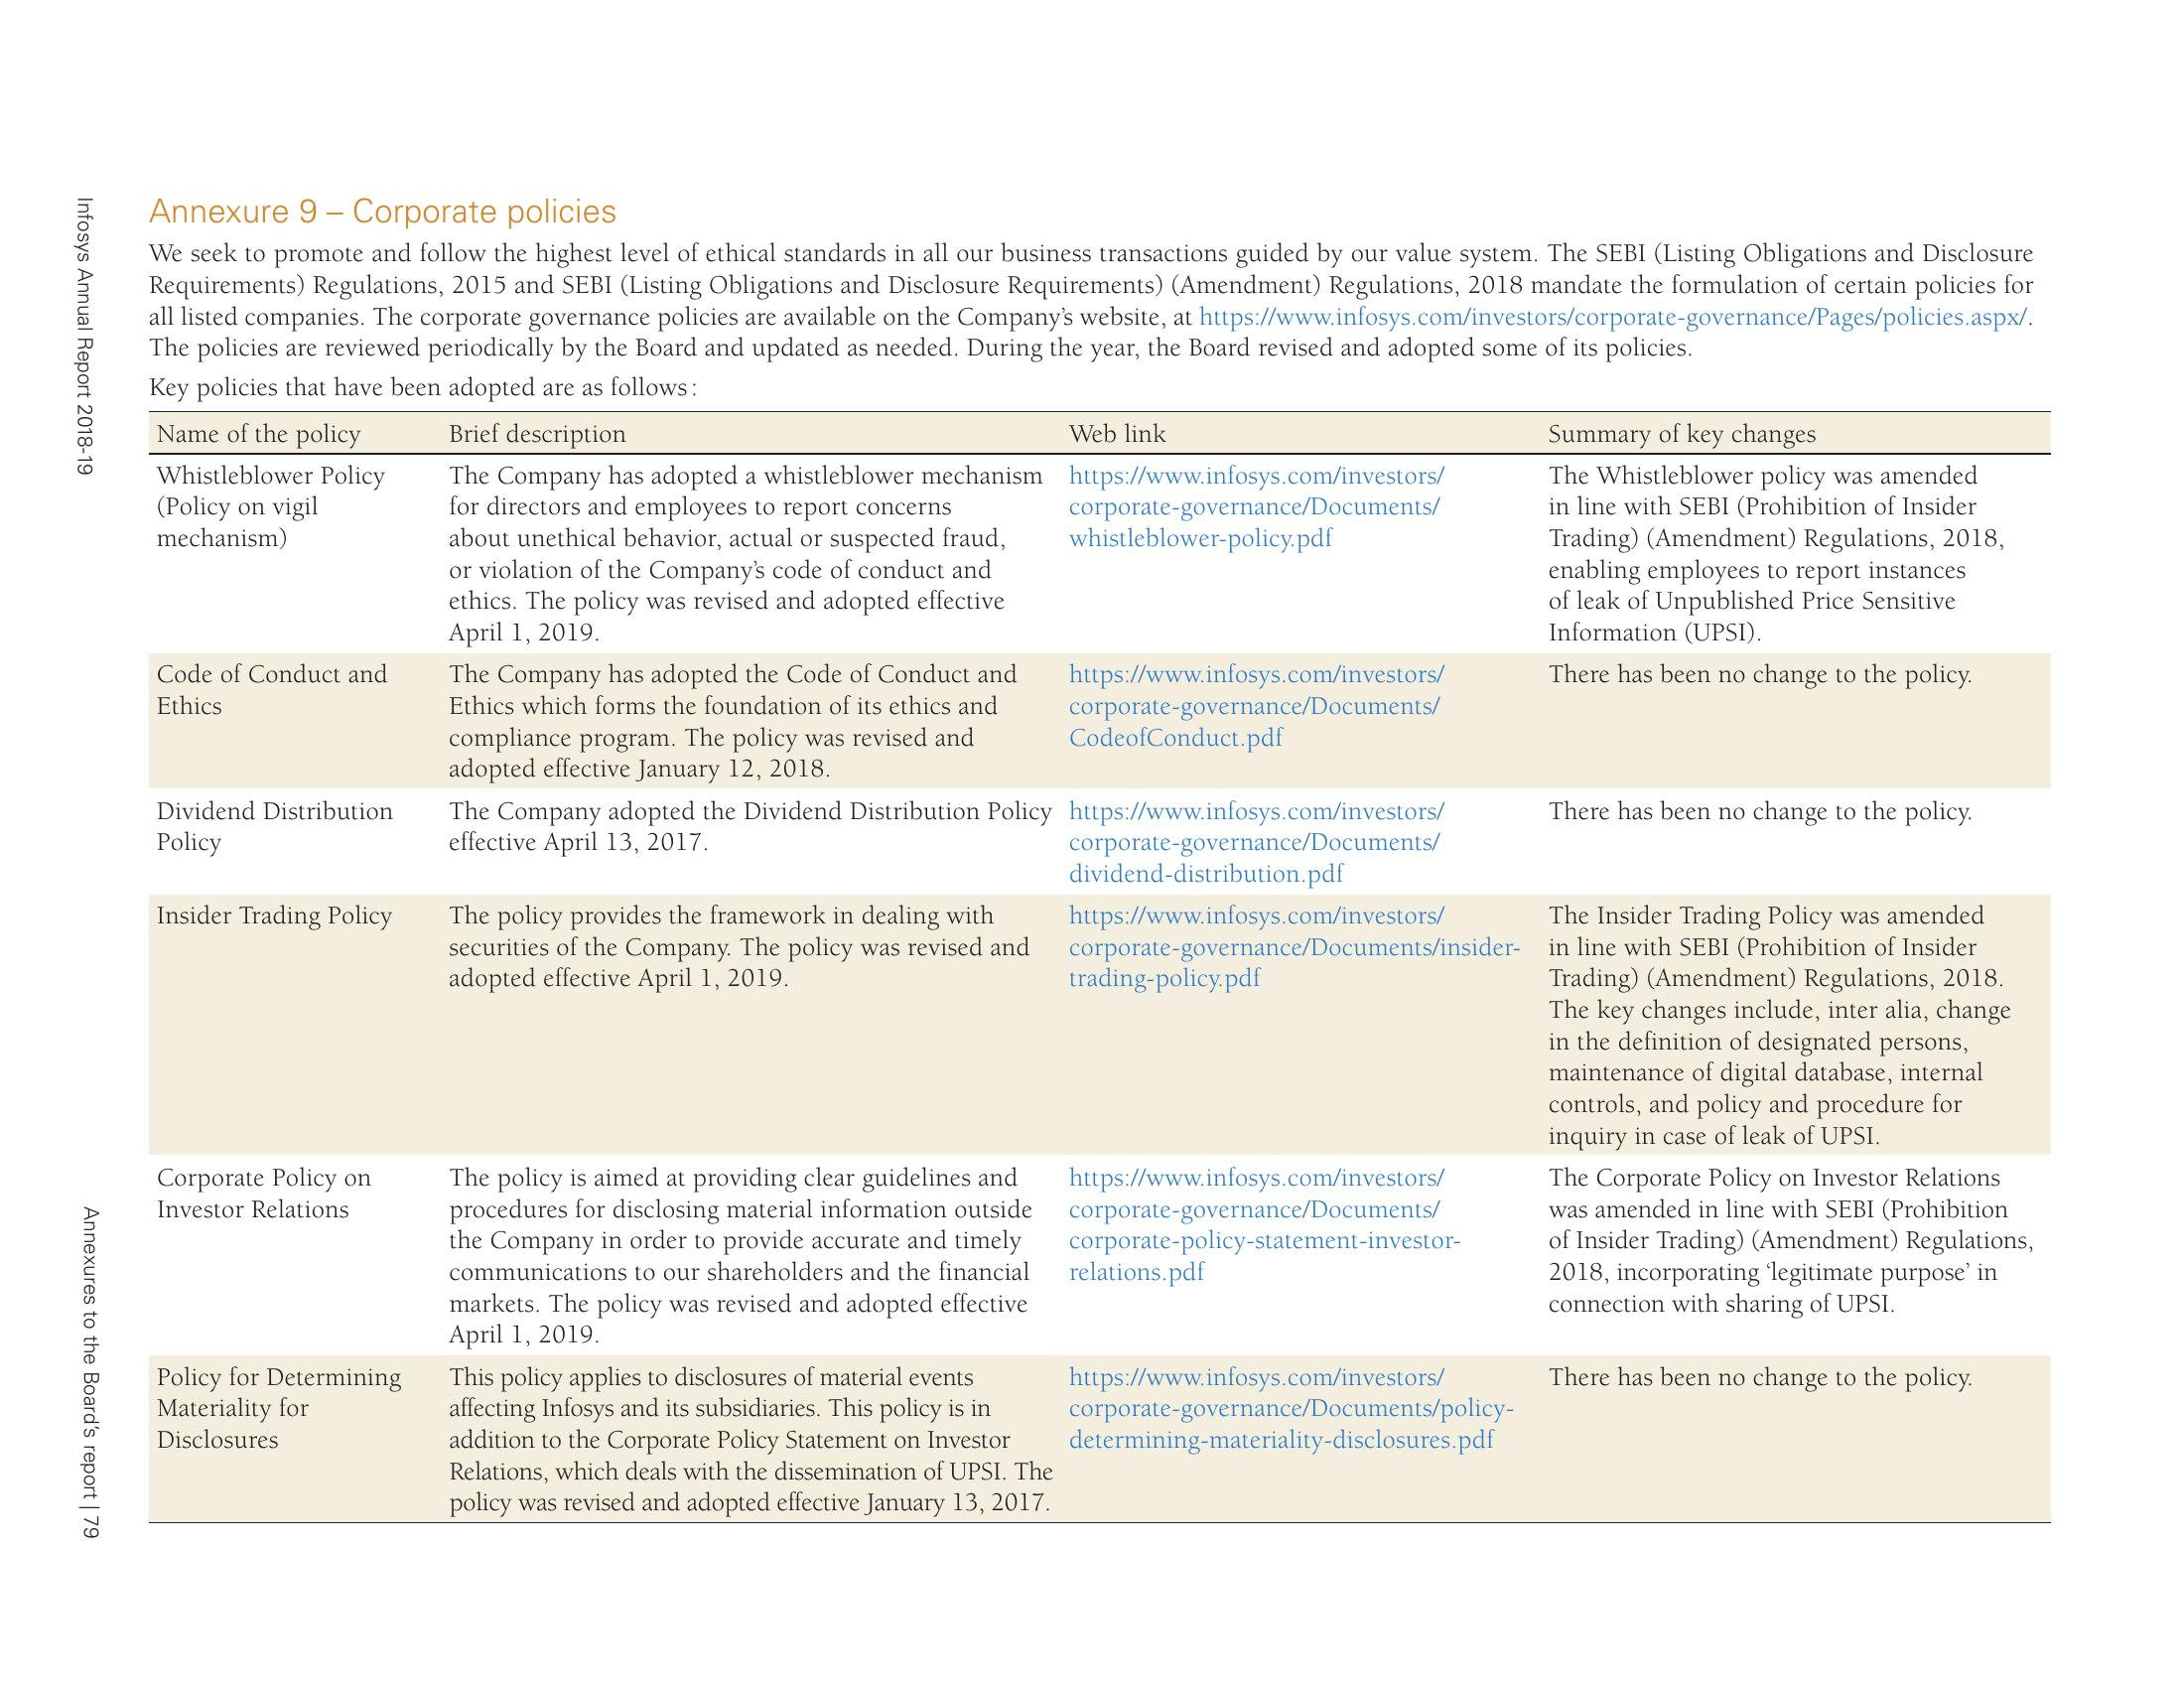 Infosys Annual Report 2018-19
Annexure 9 – Corporate policies
We seek to promote and follow the highest level of ethical standards in all our business transactions guided by our value system. The SEBI (Listing Obligations and Disclosure
Requirements) Regulations, 2015 and SEBI (Listing Obligations and Disclosure Requirements) (Amendment) Regulations, 2018 mandate the formulation of certain policies for
all listed companies. The corporate governance policies are available on the Company’s website, at https://www.infosys.com/investors/corporate-governance/Pages/policies.aspx/.
The policies are reviewed periodically by the Board and updated as needed. During the year, the Board revised and adopted some of its policies.
Key policies that have been adopted are as follows:
Name of the policy
Brief description
Web link
Summary of key changes
Whistleblower Policy
(Policy on vigil
mechanism)
The Company has adopted a whistleblower mechanism
for directors and employees to report concerns
about unethical behavior, actual or suspected fraud,
or violation of the Company’s code of conduct and
ethics. The policy was revised and adopted effective
April 1, 2019.
https://www.infosys.com/investors/
corporate-governance/Documents/
whistleblower-policy.pdf
The Whistleblower policy was amended
in line with SEBI (Prohibition of Insider
Trading) (Amendment) Regulations, 2018,
enabling employees to report instances
of leak of Unpublished Price Sensitive
Information (UPSI).
Code of Conduct and
Ethics
The Company has adopted the Code of Conduct and
Ethics which forms the foundation of its ethics and
compliance program. The policy was revised and
adopted effective January 12, 2018.
https://www.infosys.com/investors/
corporate-governance/Documents/
CodeofConduct.pdf
There has been no change to the policy.
Dividend Distribution
Policy
The Company adopted the Dividend Distribution Policy
effective April 13, 2017.
https://www.infosys.com/investors/
corporate-governance/Documents/
dividend-distribution.pdf
There has been no change to the policy.
Insider Trading Policy
The policy provides the framework in dealing with
securities of the Company. The policy was revised and
adopted effective April 1, 2019.
https://www.infosys.com/investors/
corporate-governance/Documents/insider-
trading-policy.pdf
The Insider Trading Policy was amended
in line with SEBI (Prohibition of Insider
Trading) (Amendment) Regulations, 2018.
The key changes include, inter alia, change
in the definition of designated persons,
maintenance of digital database, internal
controls, and policy and procedure for
inquiry in case of leak of UPSI.
Corporate Policy on
Investor Relations
The policy is aimed at providing clear guidelines and
procedures for disclosing material information outside
the Company in order to provide accurate and timely
communications to our shareholders and the financial
markets. The policy was revised and adopted effective
April 1, 2019.
https://www.infosys.com/investors/
corporate-governance/Documents/
corporate-policy-statement-investor-
relations.pdf
The Corporate Policy on Investor Relations
was amended in line with SEBI (Prohibition
of Insider Trading) (Amendment) Regulations,
2018, incorporating ‘legitimate purpose’ in
connection with sharing of UPSI.
Policy for Determining
Materiality for
Disclosures
This policy applies to disclosures of material events
affecting Infosys and its subsidiaries. This policy is in
addition to the Corporate Policy Statement on Investor
Relations, which deals with the dissemination of UPSI. The
policy was revised and adopted effective January 13, 2017.
https://www.infosys.com/investors/
corporate-governance/Documents/policy-
determining-materiality-disclosures.pdf
There has been no change to the policy.
Annexures to the Board’s report | 79